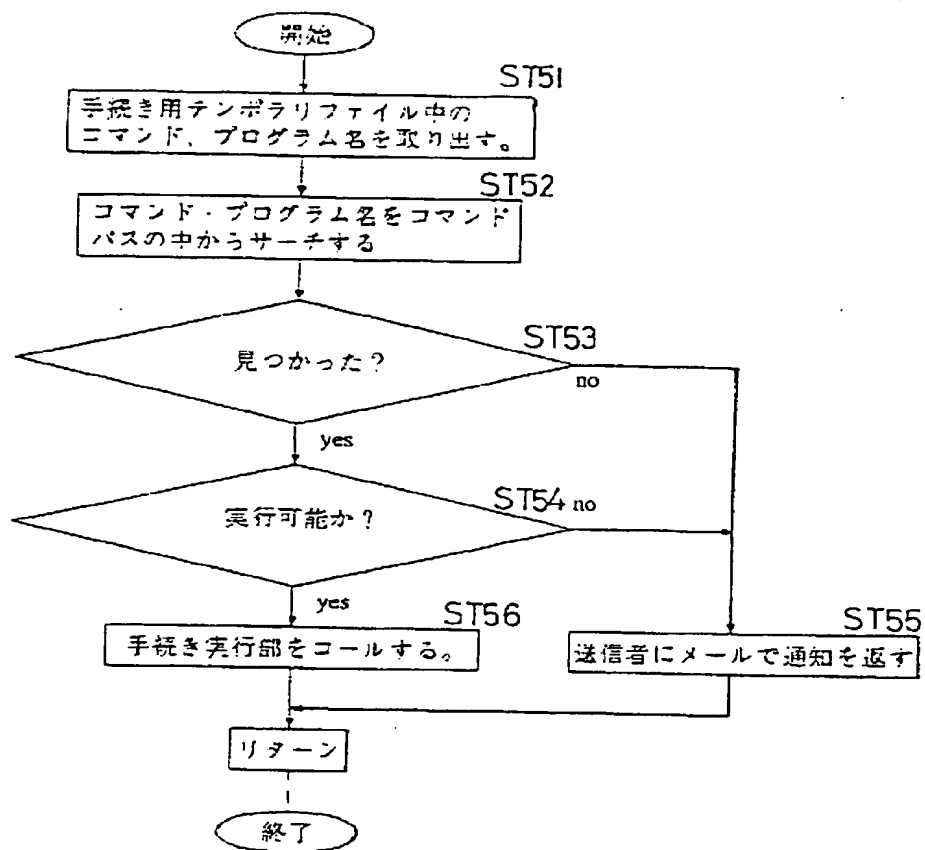 開始
ST51
手続き用テンポラリファイル中の
コマンド、プログラム名を取り出す。
ST52
コマンド・プログラム名をコマンド
パスの中からサーチする
ST53
見つかった？
no
yes
ST54 no
実行可能か？
yes
ST56
ST55
手続き実行部をコールする。
送信者にメールで通知を返す
リターン
終了